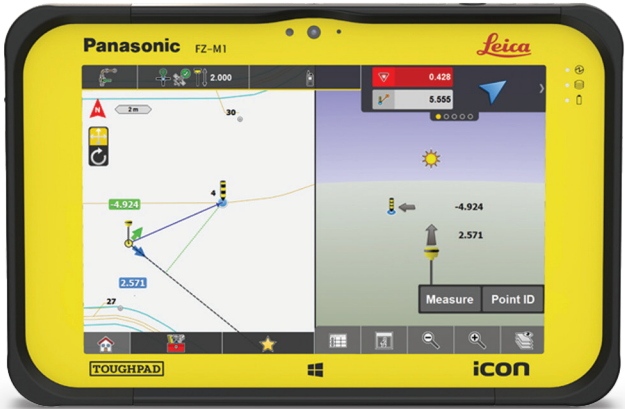 Panasonic FZ-M1 Leica
2.000
0.428
5.555
N
2 m
30
4
-4.924
-4.924
2.571
2.571
27
Measure Point ID
TOUGHPAD iCON